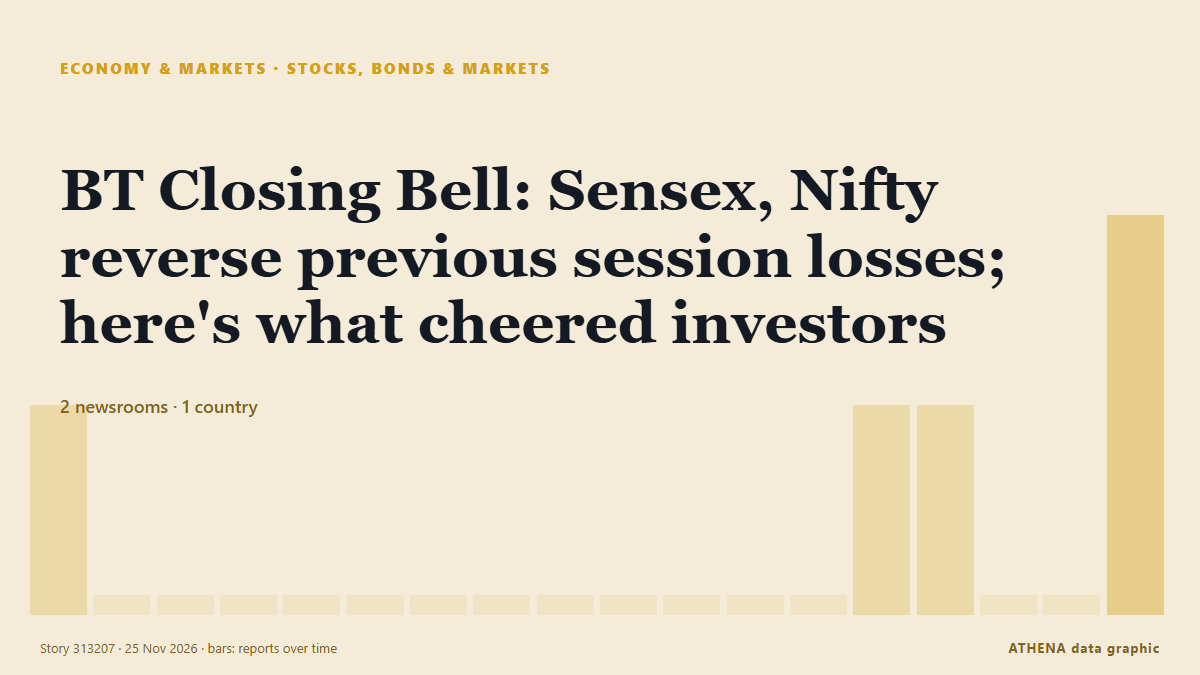 ECONOMY & MARKETS · STOCKS, BONDS & MARKETS
BT Closing Bell: Sensex, Nifty
reverse previous session losses;
here's what cheered investors
2 newsrooms · 1 country
Story 313207 · 25 Nov 2026 · bars: reports over time
ATHENA data graphic